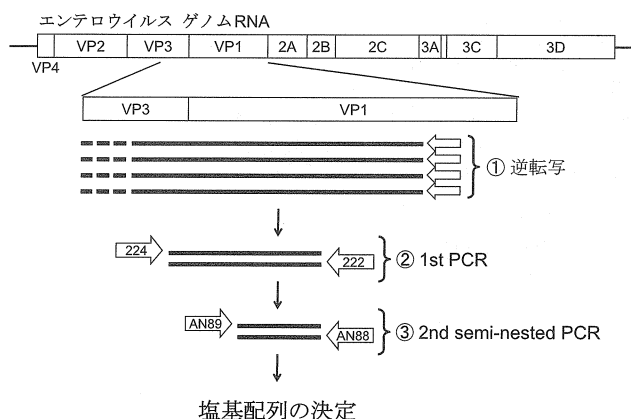 エンテロウイルス ゲノムRNA
VP4 VP2 VP3 VP1 2A 2B 2C 3A 3C 3D
VP3 VP1
① 逆転写
224 222 ② 1st PCR
AN89 AN88 ③ 2nd semi-nested PCR
塩基配列の決定